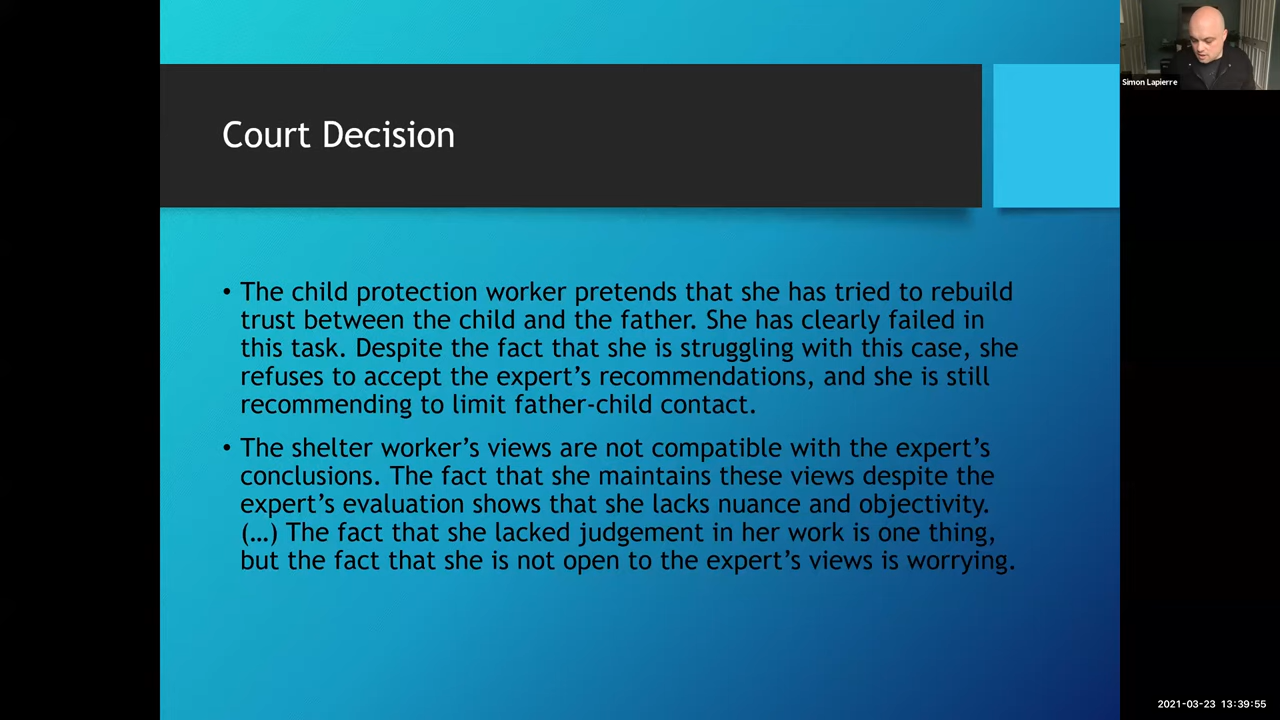 Court Decision
• The child protection worker pretends that she has tried to rebuild
trust between the child and the father. She has clearly failed in
this task. Despite the fact that she is struggling with this case, she
refuses to accept the expert’s recommendations, and she is still
recommending to limit father-child contact.
• The shelter worker’s views are not compatible with the expert’s
conclusions. The fact that she maintains these views despite the
expert’s evaluation shows that she lacks nuance and objectivity.
(…) The fact that she lacked judgement in her work is one thing,
but the fact that she is not open to the expert’s views is worrying.
Simon Lapierre
2021-03-23 13:39:55